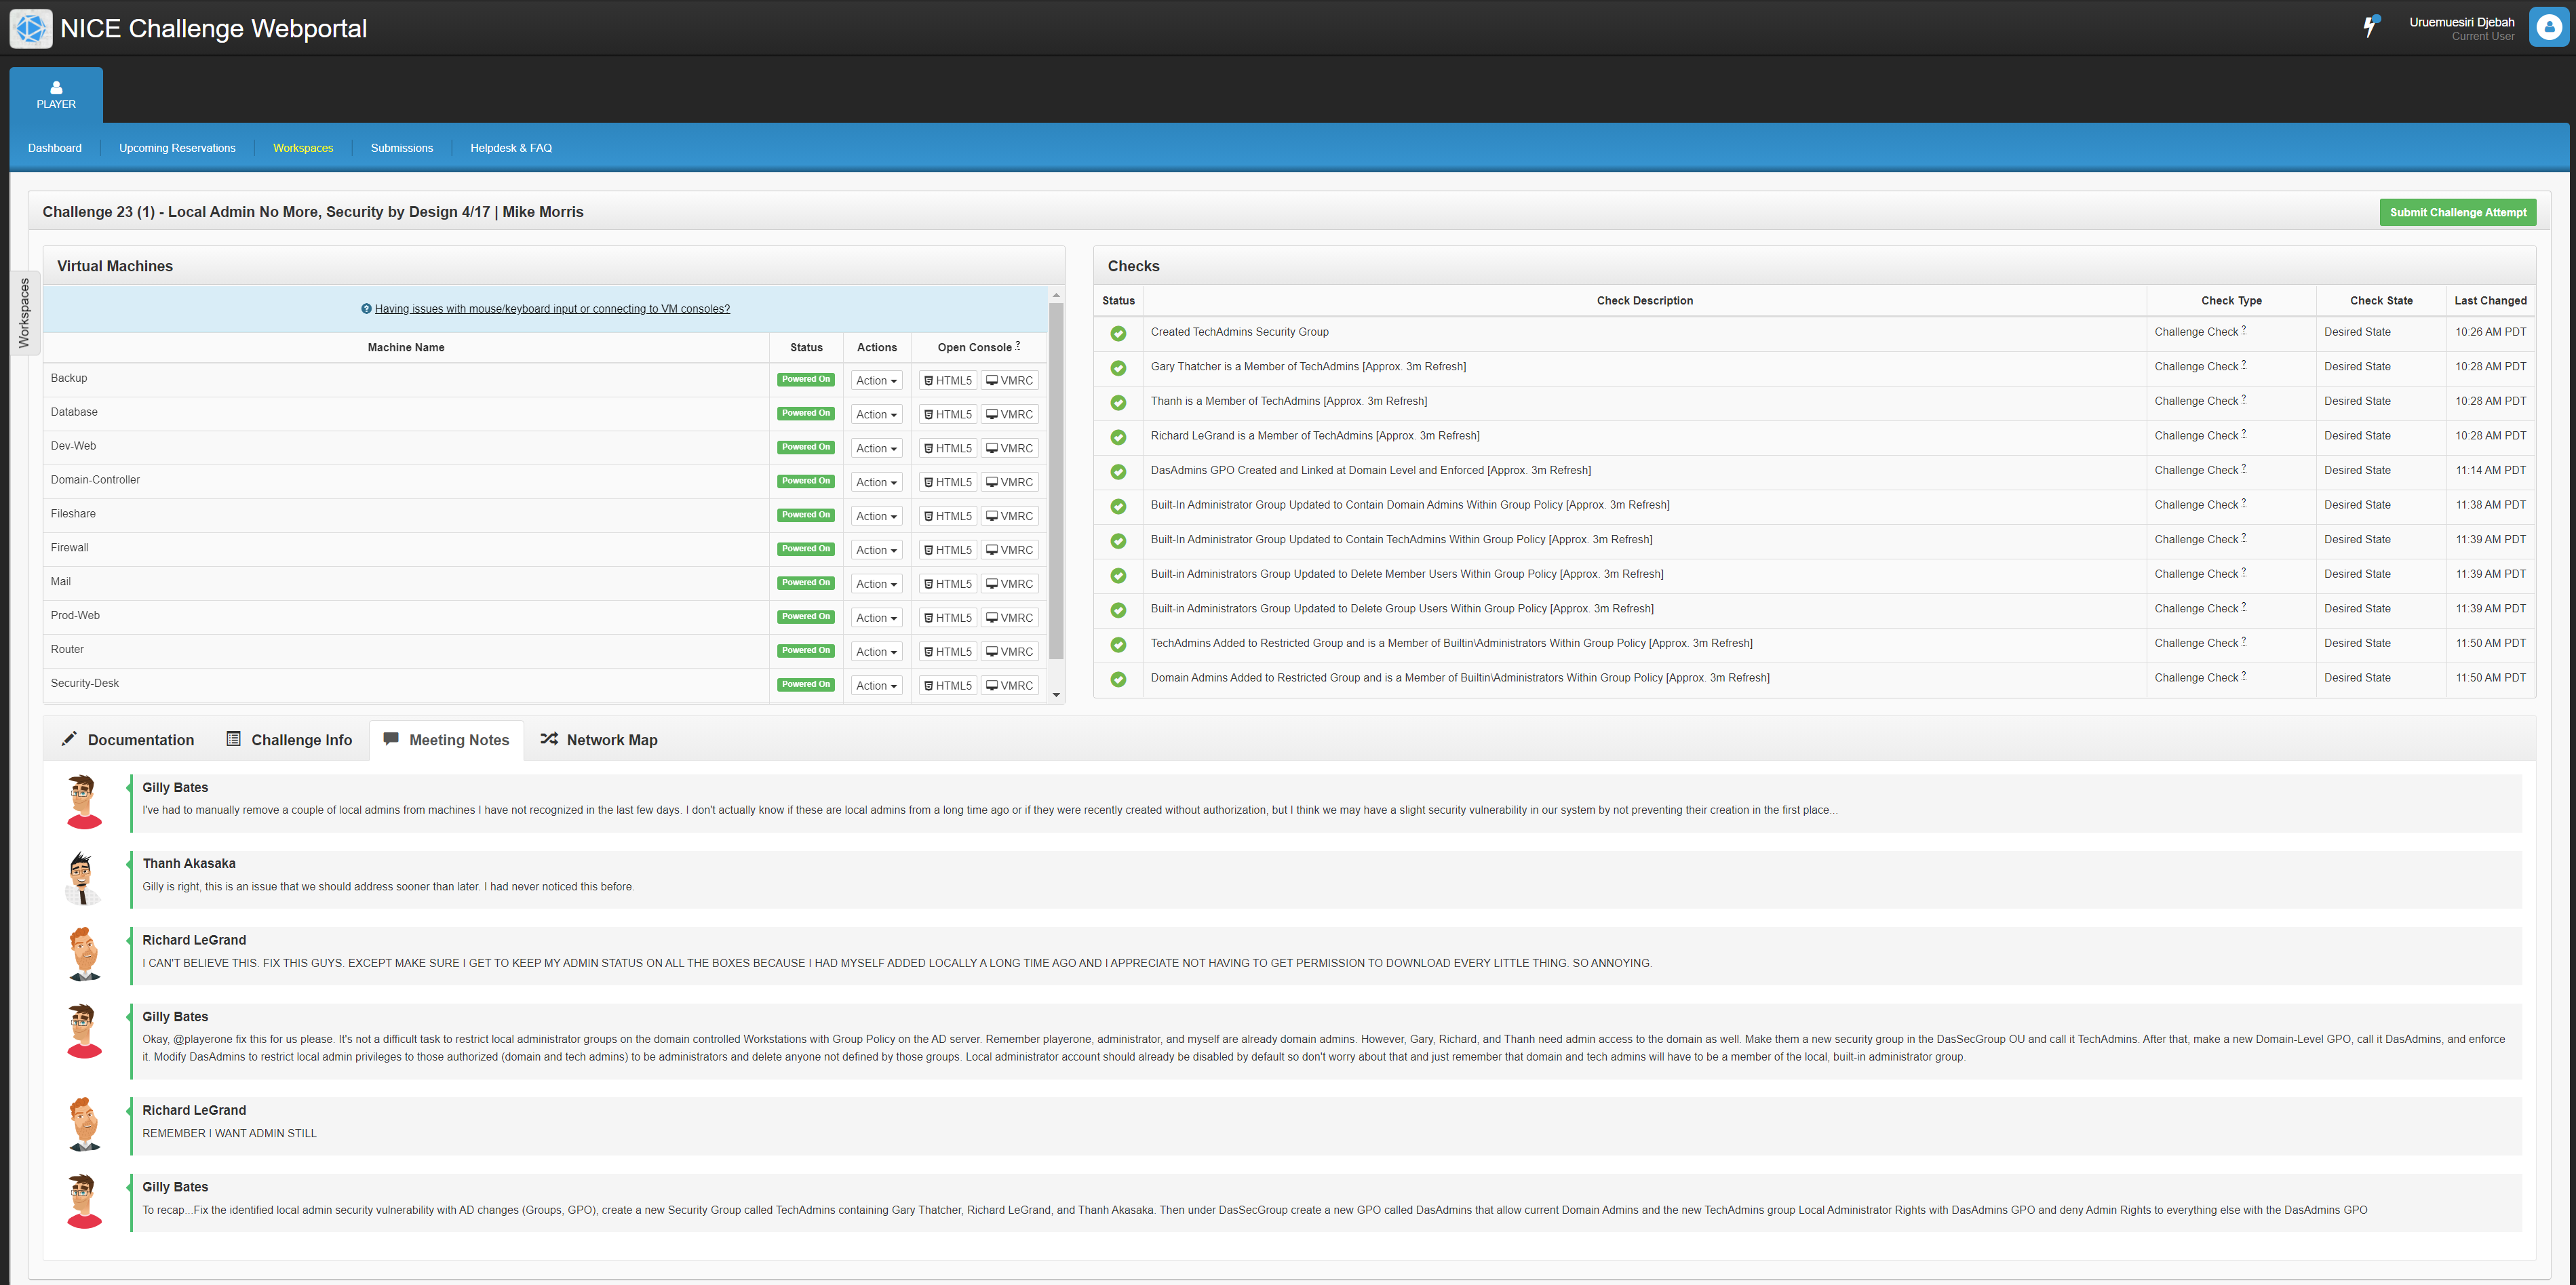 NICE Challenge Webportal
Uruemuesiri Djebah
Current User
PLAYER
Dashboard
Upcoming Reservations
Workspaces
Submissions
Helpdesk & FAQ
Challenge 23 (1) - Local Admin No More, Security by Design 4/17 | Mike Morris
Submit Challenge Attempt
Workspaces
Virtual Machines
Having issues with mouse/keyboard input or connecting to VM consoles?
Machine Name Status Actions Open Console ?
Backup Powered On Action HTML5 VMRC
Database Powered On Action HTML5 VMRC
Dev-Web Powered On Action HTML5 VMRC
Domain-Controller Powered On Action HTML5 VMRC
Fileshare Powered On Action HTML5 VMRC
Firewall Powered On Action HTML5 VMRC
Mail Powered On Action HTML5 VMRC
Prod-Web Powered On Action HTML5 VMRC
Router Powered On Action HTML5 VMRC
Security-Desk Powered On Action HTML5 VMRC
Checks
Status Check Description Check Type Check State Last Changed
Created TechAdmins Security Group Challenge Check ? Desired State 10:26 AM PDT
Gary Thatcher is a Member of TechAdmins [Approx. 3m Refresh] Challenge Check ? Desired State 10:28 AM PDT
Thanh is a Member of TechAdmins [Approx. 3m Refresh] Challenge Check ? Desired State 10:28 AM PDT
Richard LeGrand is a Member of TechAdmins [Approx. 3m Refresh] Challenge Check ? Desired State 10:28 AM PDT
DasAdmins GPO Created and Linked at Domain Level and Enforced [Approx. 3m Refresh] Challenge Check ? Desired State 11:14 AM PDT
Built-In Administrator Group Updated to Contain Domain Admins Within Group Policy [Approx. 3m Refresh] Challenge Check ? Desired State 11:38 AM PDT
Built-In Administrator Group Updated to Contain TechAdmins Within Group Policy [Approx. 3m Refresh] Challenge Check ? Desired State 11:39 AM PDT
Built-in Administrators Group Updated to Delete Member Users Within Group Policy [Approx. 3m Refresh] Challenge Check ? Desired State 11:39 AM PDT
Built-in Administrators Group Updated to Delete Group Users Within Group Policy [Approx. 3m Refresh] Challenge Check ? Desired State 11:39 AM PDT
TechAdmins Added to Restricted Group and is a Member of Builtin\Administrators Within Group Policy [Approx. 3m Refresh] Challenge Check ? Desired State 11:50 AM PDT
Domain Admins Added to Restricted Group and is a Member of Builtin\Administrators Within Group Policy [Approx. 3m Refresh] Challenge Check ? Desired State 11:50 AM PDT
Documentation
Challenge Info
Meeting Notes
Network Map
Gilly Bates
I've had to manually remove a couple of local admins from machines I have not recognized in the last few days. I don't actually know if these are local admins from a long time ago or if they were recently created without authorization, but I think we may have a slight security vulnerability in our system by not preventing their creation in the first place...
Thanh Akasaka
Gilly is right, this is an issue that we should address sooner than later. I had never noticed this before.
Richard LeGrand
I CAN'T BELIEVE THIS. FIX THIS GUYS. EXCEPT MAKE SURE I GET TO KEEP MY ADMIN STATUS ON ALL THE BOXES BECAUSE I HAD MYSELF ADDED LOCALLY A LONG TIME AGO AND I APPRECIATE NOT HAVING TO GET PERMISSION TO DOWNLOAD EVERY LITTLE THING. SO ANNOYING.
Gilly Bates
Okay, @playerone fix this for us please. It's not a difficult task to restrict local administrator groups on the domain controlled Workstations with Group Policy on the AD server. Remember playerone, administrator, and myself are already domain admins. However, Gary, Richard, and Thanh need admin access to the domain as well. Make them a new security group in the DasSecGroup OU and call it TechAdmins. After that, make a new Domain-Level GPO, call it DasAdmins, and enforce
it. Modify DasAdmins to restrict local admin privileges to those authorized (domain and tech admins) to be administrators and delete anyone not defined by those groups. Local administrator account should already be disabled by default so don't worry about that and just remember that domain and tech admins will have to be a member of the local, built-in administrator group.
Richard LeGrand
REMEMBER I WANT ADMIN STILL
Gilly Bates
To recap...Fix the identified local admin security vulnerability with AD changes (Groups, GPO), create a new Security Group called TechAdmins containing Gary Thatcher, Richard LeGrand, and Thanh Akasaka. Then under DasSecGroup create a new GPO called DasAdmins that allow current Domain Admins and the new TechAdmins group Local Administrator Rights with DasAdmins GPO and deny Admin Rights to everything else with the DasAdmins GPO